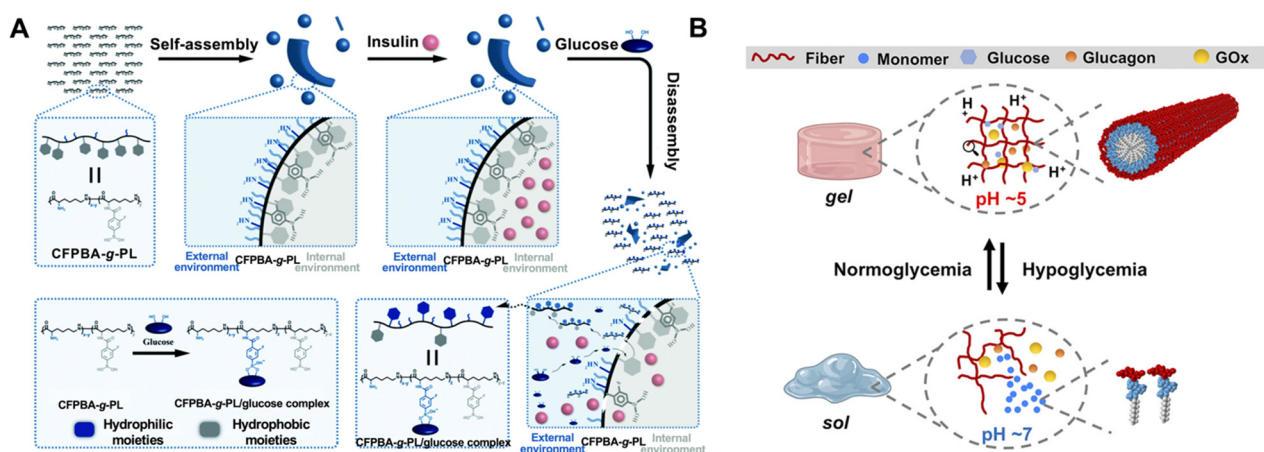 A
Self-assembly
Insulin
Glucose
HO OH
Disassembly
CFPBA-g-PL
External environment
CFPBA-g-PL
Internal environment
External environment
CFPBA-g-PL
Internal environment
Glucose
CFPBA-g-PL
CFPBA-g-PL/glucose complex
Hydrophilic moieties
Hydrophobic moieties
CFPBA-g-PL/glucose complex
External environment
CFPBA-g-PL
Internal environment
B
Fiber Monomer Glucose Glucagon GOx
H+
H+
H+
H+
gel
pH ~5
Normoglycemia
Hypoglycemia
sol
pH ~7